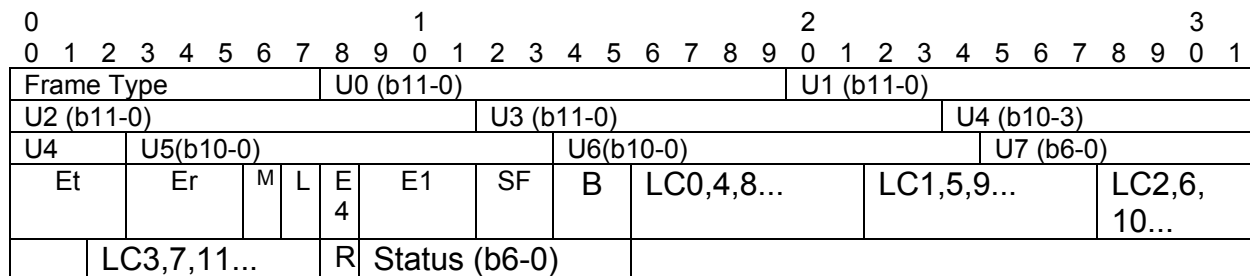 0 1 2 3
0 1 2 3 4 5 6 7 8 9 0 1 2 3 4 5 6 7 8 9 0 1 2 3 4 5 6 7 8 9 0 1
Frame Type U0 (b11-0) U1 (b11-0)
U2 (b11-0) U3 (b11-0) U4 (b10-3)
U4 U5(b10-0) U6(b10-0) U7 (b6-0)
Et Er M L E E1 SF B LC0,4,8... LC1,5,9... LC2,6,
4 10...
LC3,7,11... R Status (b6-0)